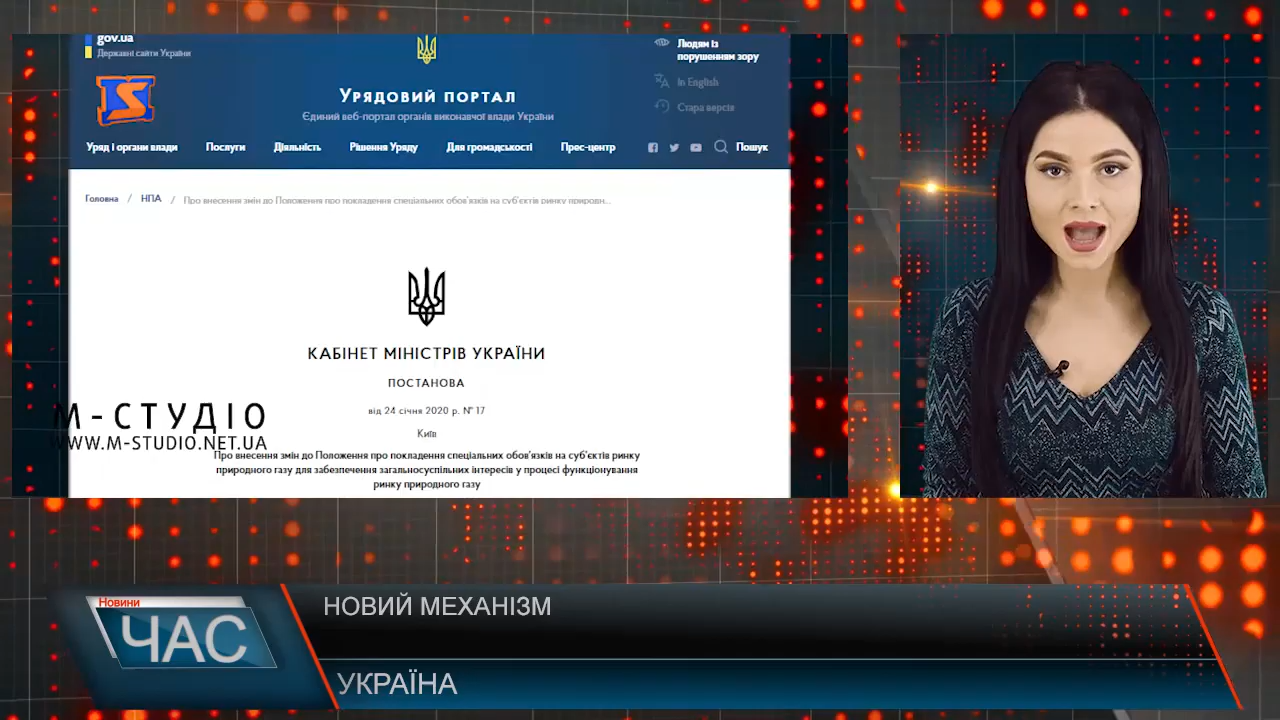 gov.ua
Державні сайти України
Людям із
порушенням зору
In English
Стара версія
Урядовий портал
Єдиний веб-портал органів виконавчої влади України
Уряд і органи влади Послуги Діяльність Рішення Уряду Для громадськості Прес-центр Пошук
Головна / НПА / Про внесення змін до Положення про покладення спеціальних обов'язків на суб'єктів ринку природн...
КАБІНЕТ МІНІСТРІВ УКРАЇНИ
ПОСТАНОВА
від 24 січня 2020 р. № 17
Київ
Про внесення змін до Положення про покладення спеціальних обов'язків на суб'єктів ринку
природного газу для забезпечення загальносуспільних інтересів у процесі функціонування
ринку природного газу
М-СТУДІО
WWW.M-STUDIO.NET.UA
Новини
ЧАС
НОВИЙ МЕХАНІЗМ
УКРАЇНА